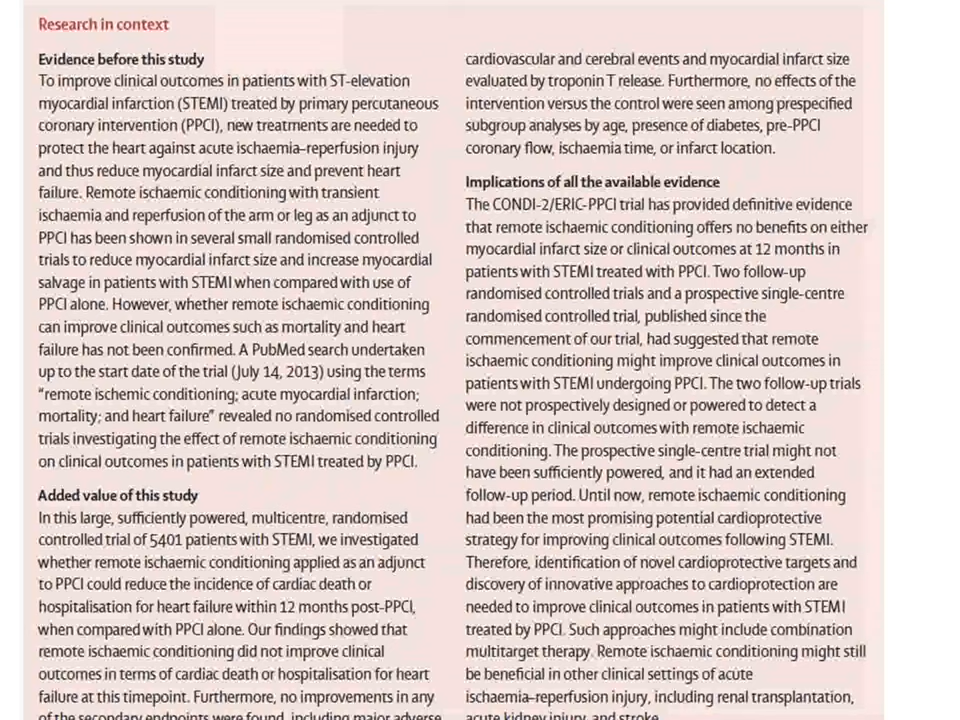 Research in context
Evidence before this study
To improve clinical outcomes in patients with ST-elevation
myocardial infarction (STEMI) treated by primary percutaneous
coronary intervention (PPCI), new treatments are needed to
protect the heart against acute ischaemia–reperfusion injury
and thus reduce myocardial infarct size and prevent heart
failure. Remote ischaemic conditioning with transient
ischaemia and reperfusion of the arm or leg as an adjunct to
PPCI has been shown in several small randomised controlled
trials to reduce myocardial infarct size and increase myocardial
salvage in patients with STEMI when compared with use of
PPCI alone. However, whether remote ischaemic conditioning
can improve clinical outcomes such as mortality and heart
failure has not been confirmed. A PubMed search undertaken
up to the start date of the trial (July 14, 2013) using the terms
“remote ischemic conditioning; acute myocardial infarction;
mortality; and heart failure” revealed no randomised controlled
trials investigating the effect of remote ischaemic conditioning
on clinical outcomes in patients with STEMI treated by PPCI.
Added value of this study
In this large, sufficiently powered, multicentre, randomised
controlled trial of 5401 patients with STEMI, we investigated
whether remote ischaemic conditioning applied as an adjunct
to PPCI could reduce the incidence of cardiac death or
hospitalisation for heart failure within 12 months post-PPCI,
when compared with PPCI alone. Our findings showed that
remote ischaemic conditioning did not improve clinical
outcomes in terms of cardiac death or hospitalisation for heart
failure at this timepoint. Furthermore, no improvements in any
of the secondary endpoints were found, including major adverse
cardiovascular and cerebral events and myocardial infarct size
evaluated by troponin T release. Furthermore, no effects of the
intervention versus the control were seen among prespecified
subgroup analyses by age, presence of diabetes, pre-PPCI
coronary flow, ischaemia time, or infarct location.
Implications of all the available evidence
The CONDI-2/ERIC-PPCI trial has provided definitive evidence
that remote ischaemic conditioning offers no benefits on either
myocardial infarct size or clinical outcomes at 12 months in
patients with STEMI treated with PPCI. Two follow-up
randomised controlled trials and a prospective single-centre
randomised controlled trial, published since the
commencement of our trial, had suggested that remote
ischaemic conditioning might improve clinical outcomes in
patients with STEMI undergoing PPCI. The two follow-up trials
were not prospectively designed or powered to detect a
difference in clinical outcomes with remote ischaemic
conditioning. The prospective single-centre trial might not
have been sufficiently powered, and it had an extended
follow-up period. Until now, remote ischaemic conditioning
had been the most promising potential cardioprotective
strategy for improving clinical outcomes following STEMI.
Therefore, identification of novel cardioprotective targets and
discovery of innovative approaches to cardioprotection are
needed to improve clinical outcomes in patients with STEMI
treated by PPCI. Such approaches might include combination
multitarget therapy. Remote ischaemic conditioning might still
be beneficial in other clinical settings of acute
ischaemia–reperfusion injury, including renal transplantation,
acute kidney injury, and stroke.